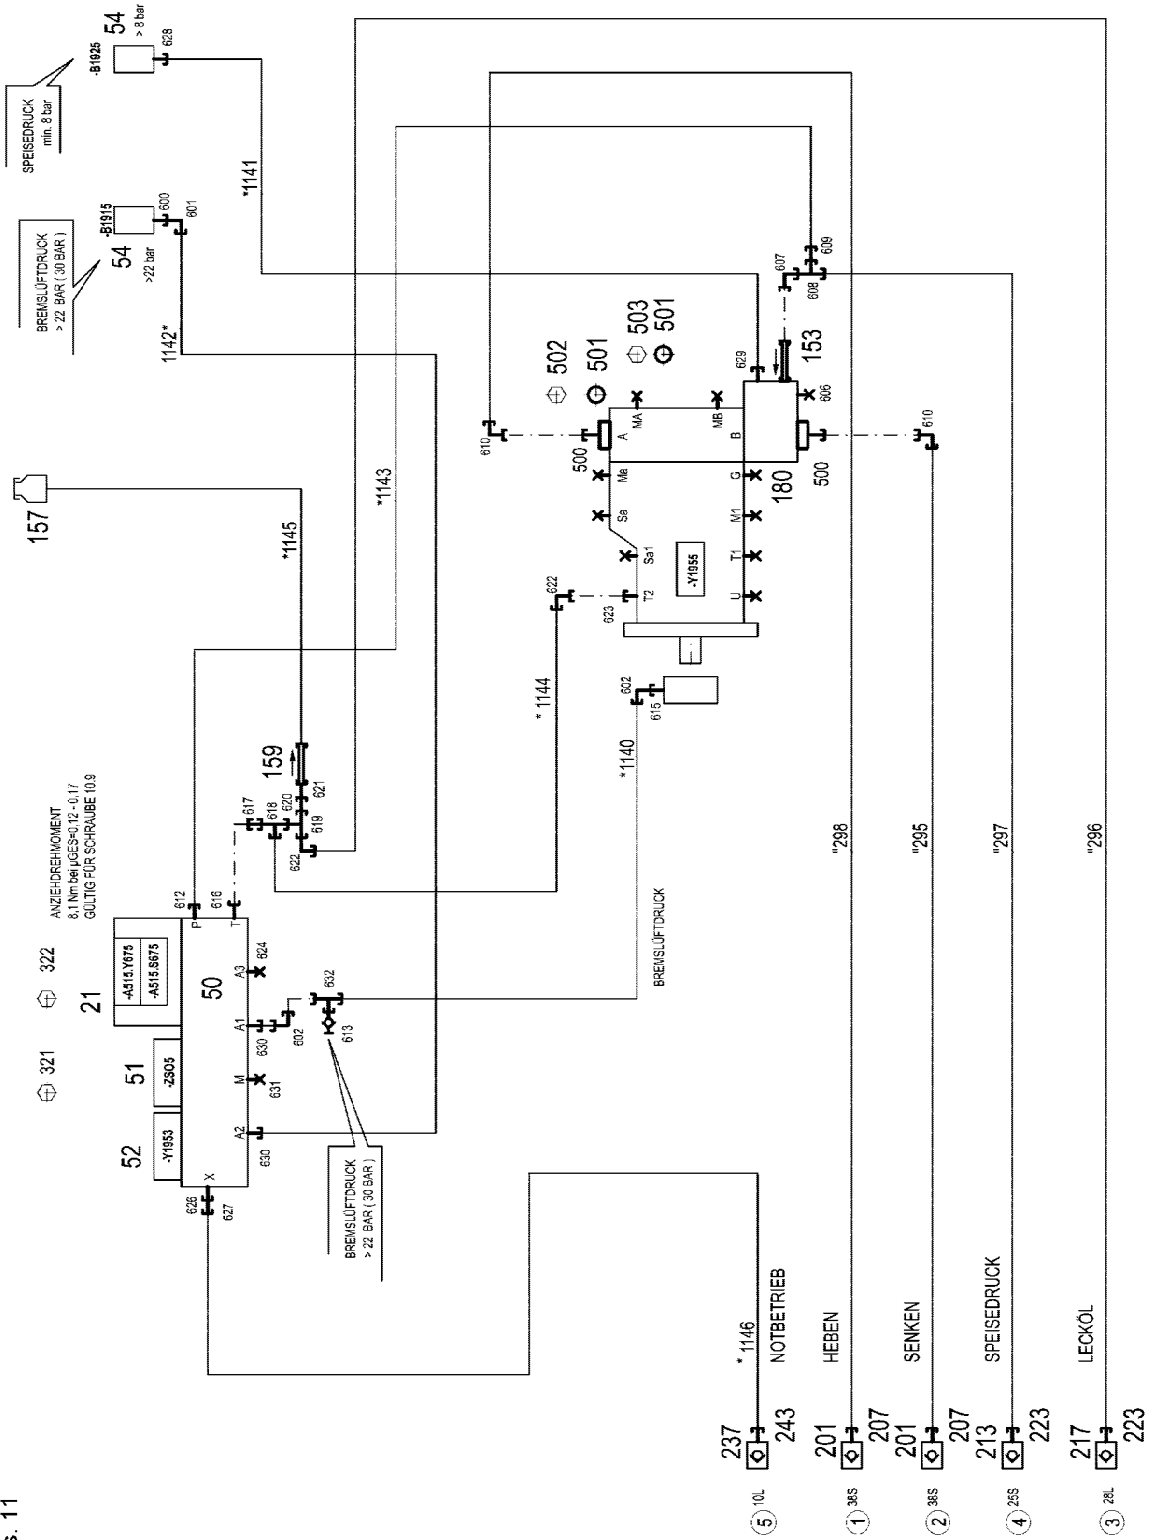 s. 11
SPEISEDRUCK
min. 8 bar
-B1925
54
> 8 bar
628
*1141
BREMSLÜFTDRUCK
> 22 BAR ( 30 BAR )
-B1915
54
>22 bar
600
601
1142*
157
*1145
*1143
ANZIEHDREHMOMENT
8,1 Nm bei µGES=0,12 - 0,17
GÜLTIG FÜR SCHRAUBE 10.9
321
322
21
-A515.Y675
-A515.S675
51
-ZSO5
52
-Y1953
50
X
A2
M
A1
A3
P
T
626
627
630
631
630
602
624
612
616
632
613
BREMSLÜFTDRUCK
> 22 BAR ( 30 BAR )
617
618
620
619
621
622
159
* 1144
622
623
*1140
602
615
BREMSLÜFTDRUCK
-Y1955
T2
Sa1
Sa
Ma
A
MA
MB
B
G
M1
T1
U
500
610
502
501
503
501
629
153
606
180
500
610
607
608
609
* 1146
NOTBETRIEB
237
243
5
10L
"298
HEBEN
201
207
1
38S
"295
SENKEN
201
207
2
38S
"297
SPEISEDRUCK
213
223
4
25S
"296
LECKÖL
217
223
3
28L